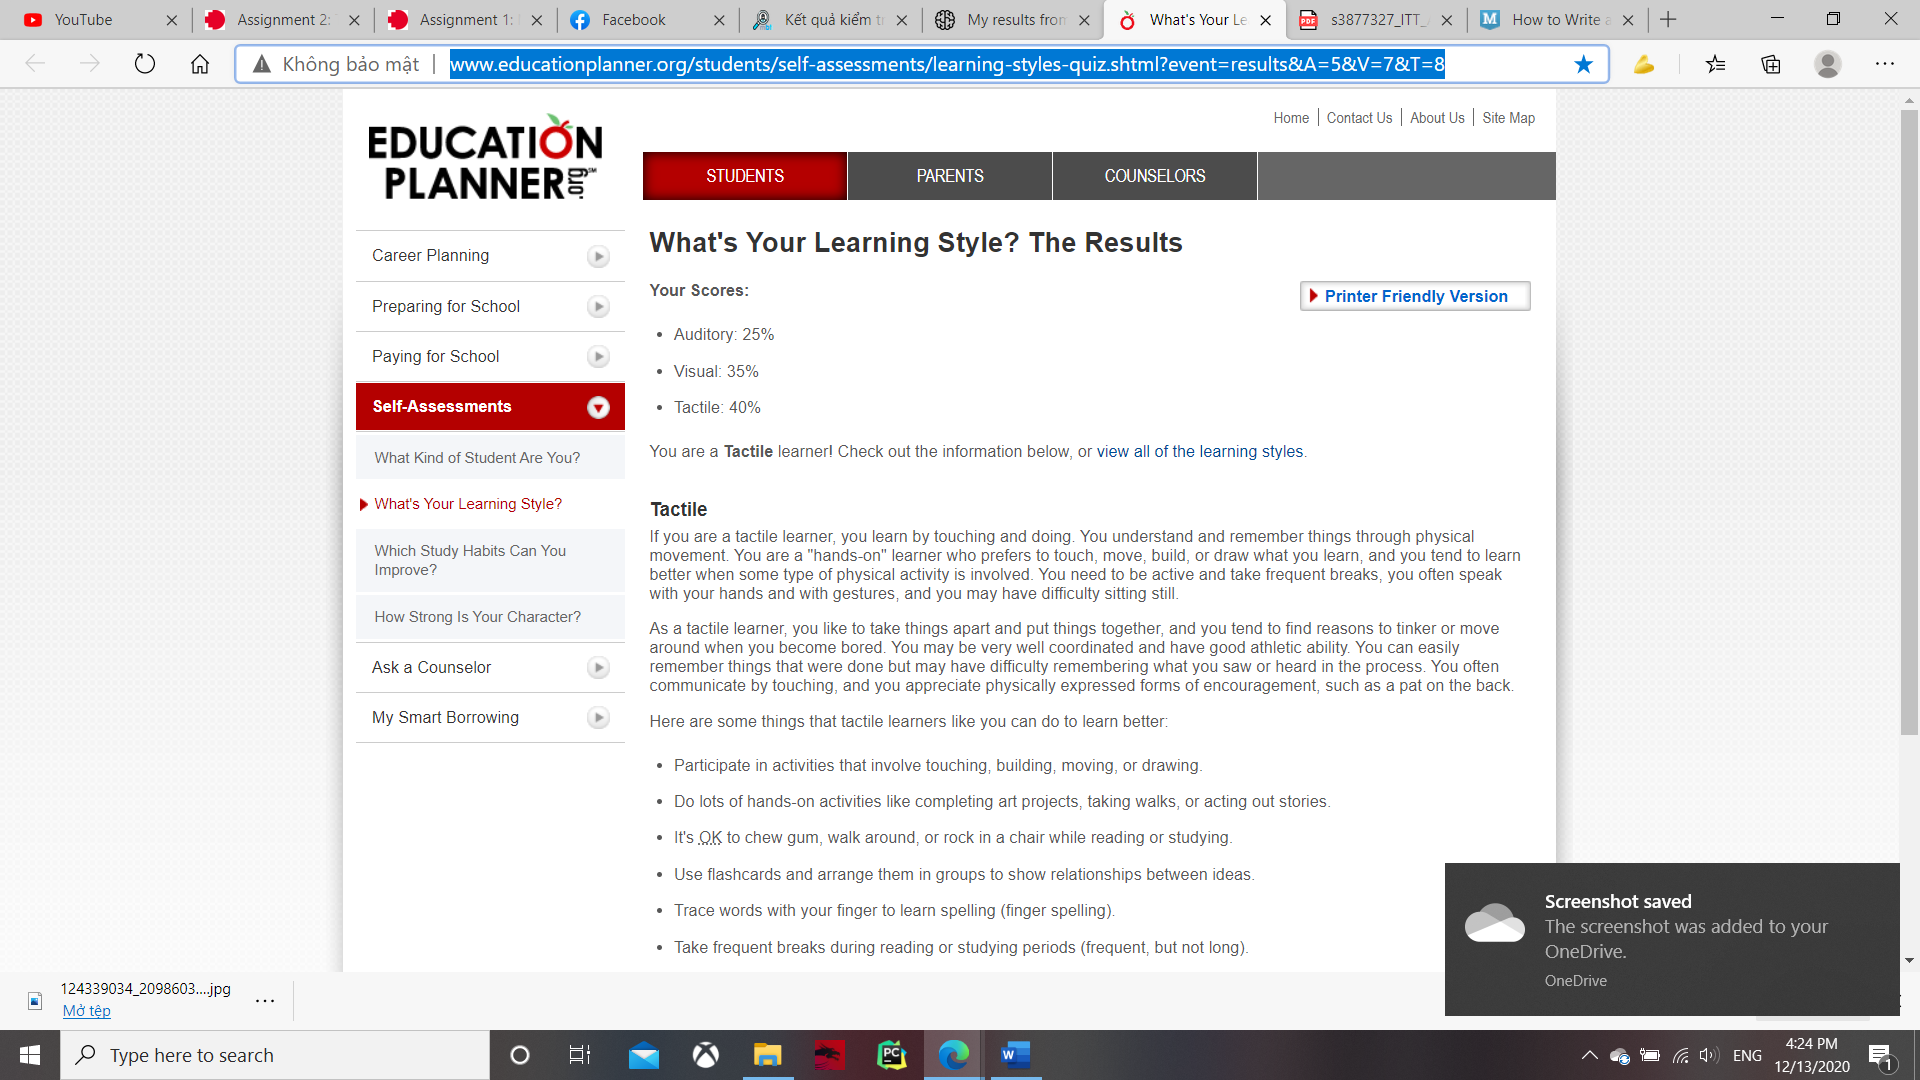 YouTube
Assignment 2:
Assignment 1:
Facebook
Kết quả kiểm tr
My results from
What's Your Le
s3877327_ITT_
How to Write a
Không bảo mật
www.educationplanner.org/students/self-assessments/learning-styles-quiz.shtml?event=results&A=5&V=7&T=8
EDUCATION
PLANNER.org
Home
Contact Us
About Us
Site Map
STUDENTS
PARENTS
COUNSELORS
Career Planning
Preparing for School
Paying for School
Self-Assessments
What Kind of Student Are You?
What's Your Learning Style?
Which Study Habits Can You
Improve?
How Strong Is Your Character?
Ask a Counselor
My Smart Borrowing
What's Your Learning Style? The Results
Your Scores:
Printer Friendly Version
• Auditory: 25%
• Visual: 35%
• Tactile: 40%
You are a Tactile learner! Check out the information below, or view all of the learning styles.
Tactile
If you are a tactile learner, you learn by touching and doing. You understand and remember things through physical
movement. You are a "hands-on" learner who prefers to touch, move, build, or draw what you learn, and you tend to learn
better when some type of physical activity is involved. You need to be active and take frequent breaks, you often speak
with your hands and with gestures, and you may have difficulty sitting still.
As a tactile learner, you like to take things apart and put things together, and you tend to find reasons to tinker or move
around when you become bored. You may be very well coordinated and have good athletic ability. You can easily
remember things that were done but may have difficulty remembering what you saw or heard in the process. You often
communicate by touching, and you appreciate physically expressed forms of encouragement, such as a pat on the back.
Here are some things that tactile learners like you can do to learn better:
• Participate in activities that involve touching, building, moving, or drawing.
• Do lots of hands-on activities like completing art projects, taking walks, or acting out stories.
• It's OK to chew gum, walk around, or rock in a chair while reading or studying.
• Use flashcards and arrange them in groups to show relationships between ideas.
• Trace words with your finger to learn spelling (finger spelling).
• Take frequent breaks during reading or studying periods (frequent, but not long).
Screenshot saved
The screenshot was added to your
OneDrive.
OneDrive
124339034_2098603....jpg
Mở tệp
Type here to search
ENG
4:24 PM
12/13/2020
1